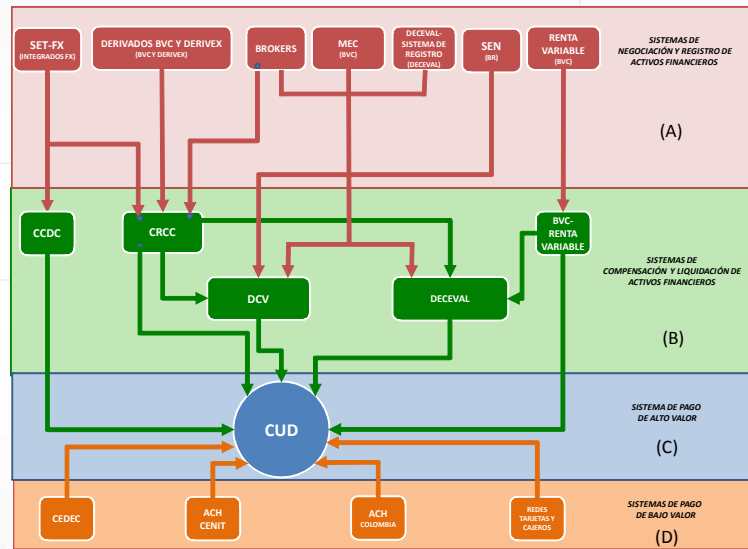 SET-FX
(INTEGRADOS FX)
DERIVADOS BVC Y DERIVEX
(BVC Y DERIVEX)
BROKERS
MEC
(BVC)
DECEVAL-
SISTEMA DE
REGISTRO
(DECEVAL)
SEN
(BR)
RENTA
VARIABLE
(BVC)
SISTEMAS DE
NEGOCIACIÓN Y REGISTRO DE
ACTIVOS FINANCIEROS
(A)
CCDC
CRCC
BVC-
RENTA
VARIABLE
DCV
DECEVAL
SISTEMAS DE
COMPENSACIÓN Y LIQUIDACIÓN DE
ACTIVOS FINANCIEROS
(B)
CUD
SISTEMA DE PAGO
DE ALTO VALOR
(C)
CEDEC
ACH
CENIT
ACH
COLOMBIA
REDES
TARJETAS Y
CAJEROS
SISTEMAS DE PAGO
DE BAJO VALOR
(D)